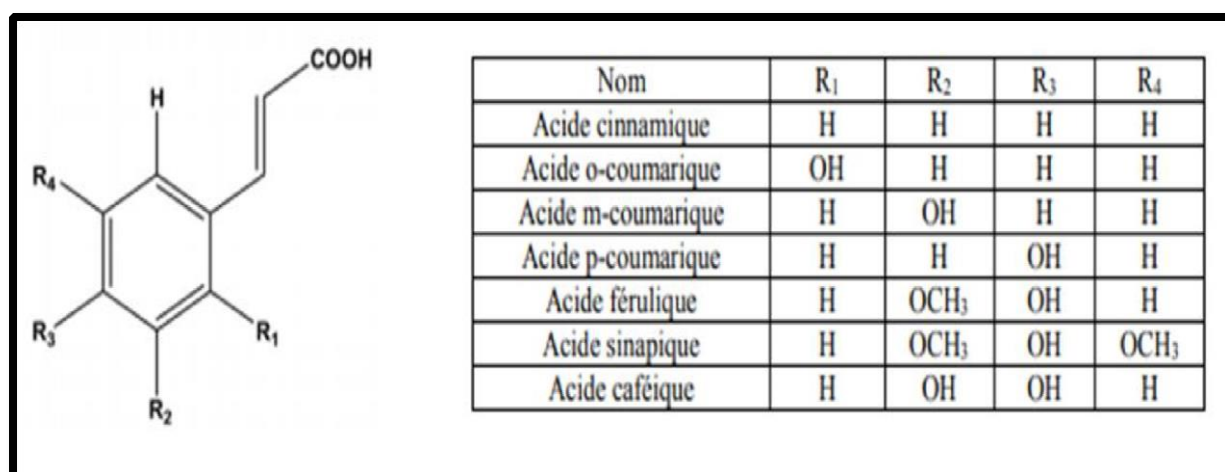 COOH
H
R₄
R₃
R₁
R₂
Nom R₁ R₂ R₃ R₄
Acide cinnamique H H H H
Acide o-coumarique OH H H H
Acide m-coumarique H OH H H
Acide p-coumarique H H OH H
Acide férulique H OCH₃ OH H
Acide sinapique H OCH₃ OH OCH₃
Acide caféique H OH OH H